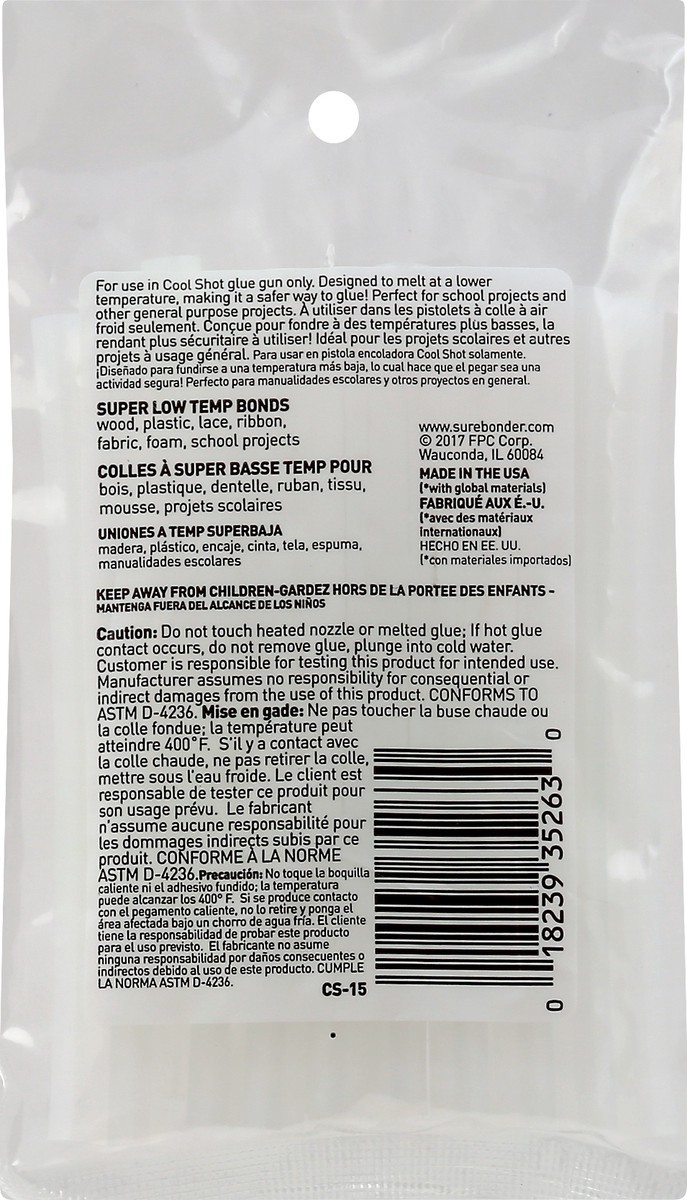 For use in Cool Shot glue gun only. Designed to melt at a lower
temperature, making it a safer way to glue! Perfect for school projects and
other general purpose projects. À utiliser dans les pistolets à colle à air
froid seulement. Conçue pour fondre à des températures plus basses, la
rendant plus sécuritaire à utiliser! Idéal pour les projets scolaires et autres
projets à usage général. Para usar en pistola encoladora Cool Shot solamente.
¡Diseñado para fundirse a una temperatura más baja, lo cual hace que el pegar sea una
actividad segura! Perfecto para manualidades escolares y otros proyectos en general.
SUPER LOW TEMP BONDS
wood, plastic, lace, ribbon,
fabric, foam, school projects
COLLES À SUPER BASSE TEMP POUR
bois, plastique, dentelle, ruban, tissu,
mousse, projets scolaires
UNIONES A TEMP SUPERBAJA
madera, plástico, encaje, cinta, tela, espuma,
manualidades escolares
www.surebonder.com
© 2017 FPC Corp.
Wauconda, IL 60084
MADE IN THE USA
(*with global materials)
FABRIQUÉ AUX É.-U.
(*avec des matériaux
Internationaux)
HECHO EN EE. UU.
(*con materiales importados)
KEEP AWAY FROM CHILDREN-GARDEZ HORS DE LA PORTEE DES ENFANTS -
MANTENGA FUERA DEL ALCANCE DE LOS NIÑOS
Caution: Do not touch heated nozzle or melted glue; If hot glue
contact occurs, do not remove glue, plunge into cold water.
Customer is responsible for testing this product for intended use.
Manufacturer assumes no responsibility for consequential or
indirect damages from the use of this product. CONFORMS TO
ASTM D-4236. Mise en gade: Ne pas toucher la buse chaude ou
la colle fondue; la température peut
atteindre 400°F. S'il y a contact avec
la colle chaude, ne pas retirer la colle,
mettre sous l'eau froide. Le client est
responsable de tester ce produit pour
son usage prévu. Le fabricant
n'assume aucune responsabilité pour
les dommages indirects subis par ce
produit. CONFORME À LA NORME
ASTM D-4236. Precaución: No toque la boquilla
caliente ni el adhesivo fundido; la temperatura
puede alcanzar los 400° F. Si se produce contacto
con el pegamento caliente, no lo retire y ponga el
área afectada bajo un chorro de agua fría. El cliente
tiene la responsabilidad de probar este producto
para el uso previsto. El fabricante no asume
ninguna responsabilidad por daños consecuentes o
indirectos debido al uso de este producto. CUMPLE
LA NORMA ASTM D-4236.
CS-15
0 18239 35263 0